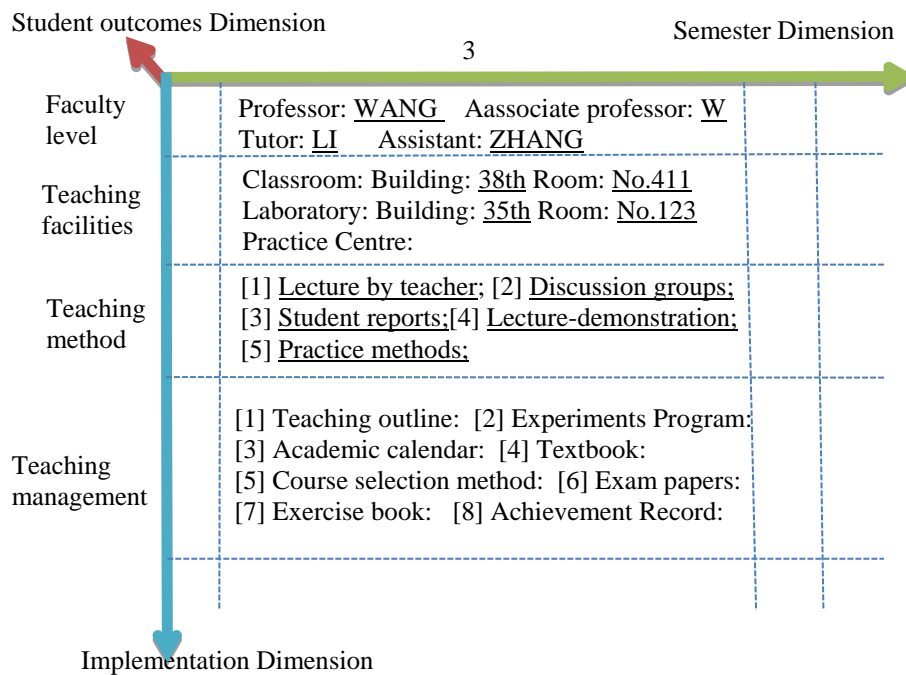 Student outcomes Dimension
3
Semester Dimension
Faculty
level
Professor: WANG Aassociate professor: W
Tutor: LI Assistant: ZHANG
Teaching
facilities
Classroom: Building: 38th Room: No.411
Laboratory: Building: 35th Room: No.123
Practice Centre:
Teaching
method
[1] Lecture by teacher; [2] Discussion groups;
[3] Student reports;[4] Lecture-demonstration;
[5] Practice methods;
Teaching
management
[1] Teaching outline: [2] Experiments Program:
[3] Academic calendar: [4] Textbook:
[5] Course selection method: [6] Exam papers:
[7] Exercise book: [8] Achievement Record:
Implementation Dimension